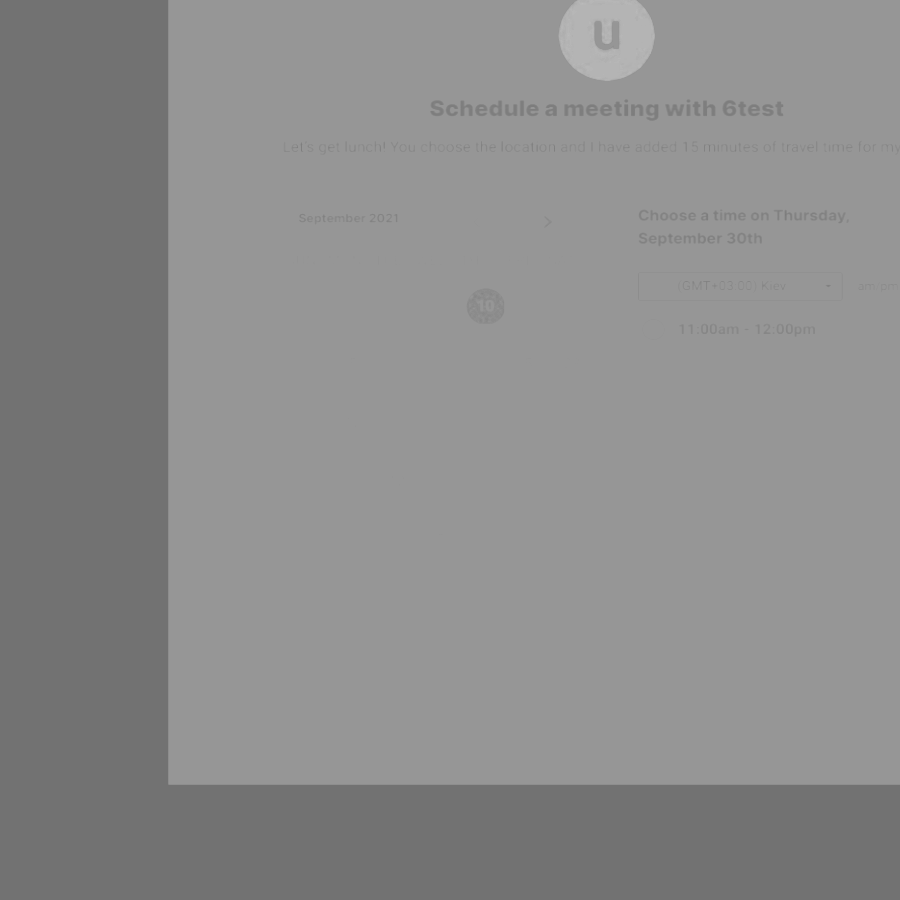 u
Schedule a meeting with 6test
Let's get lunch! You choose the location and I have added 15 minutes of travel time for my
September 2021
Choose a time on Thursday,
September 30th
10
(GMT+03:00) Kiev
am/pm
11:00am - 12:00pm